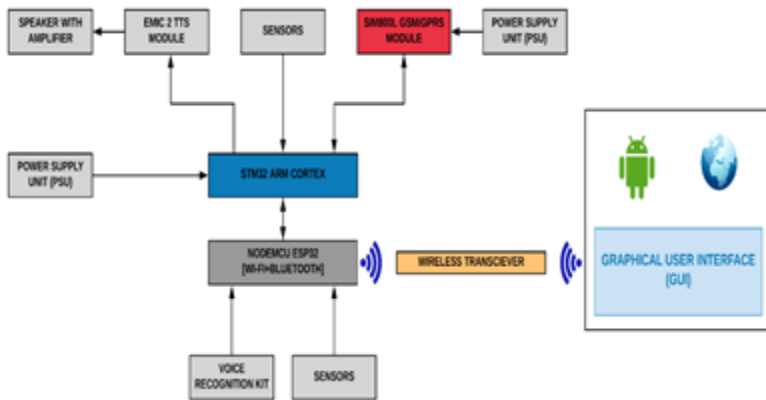 SPEAKER WITH
AMPLIFIER
EMIC 2 TTS
MODULE
SENSORS
SIM800L GSM/GPRS
MODULE
POWER SUPPLY
UNIT (PSU)
POWER SUPPLY
UNIT (PSU)
STM32 ARM CORTEX
NODEMCU ESP32
[WI-FI+BLUETOOTH]
WIRELESS TRANSCIEVER
GRAPHICAL USER INTERFACE
(GUI)
VOICE
RECOGNITION KIT
SENSORS